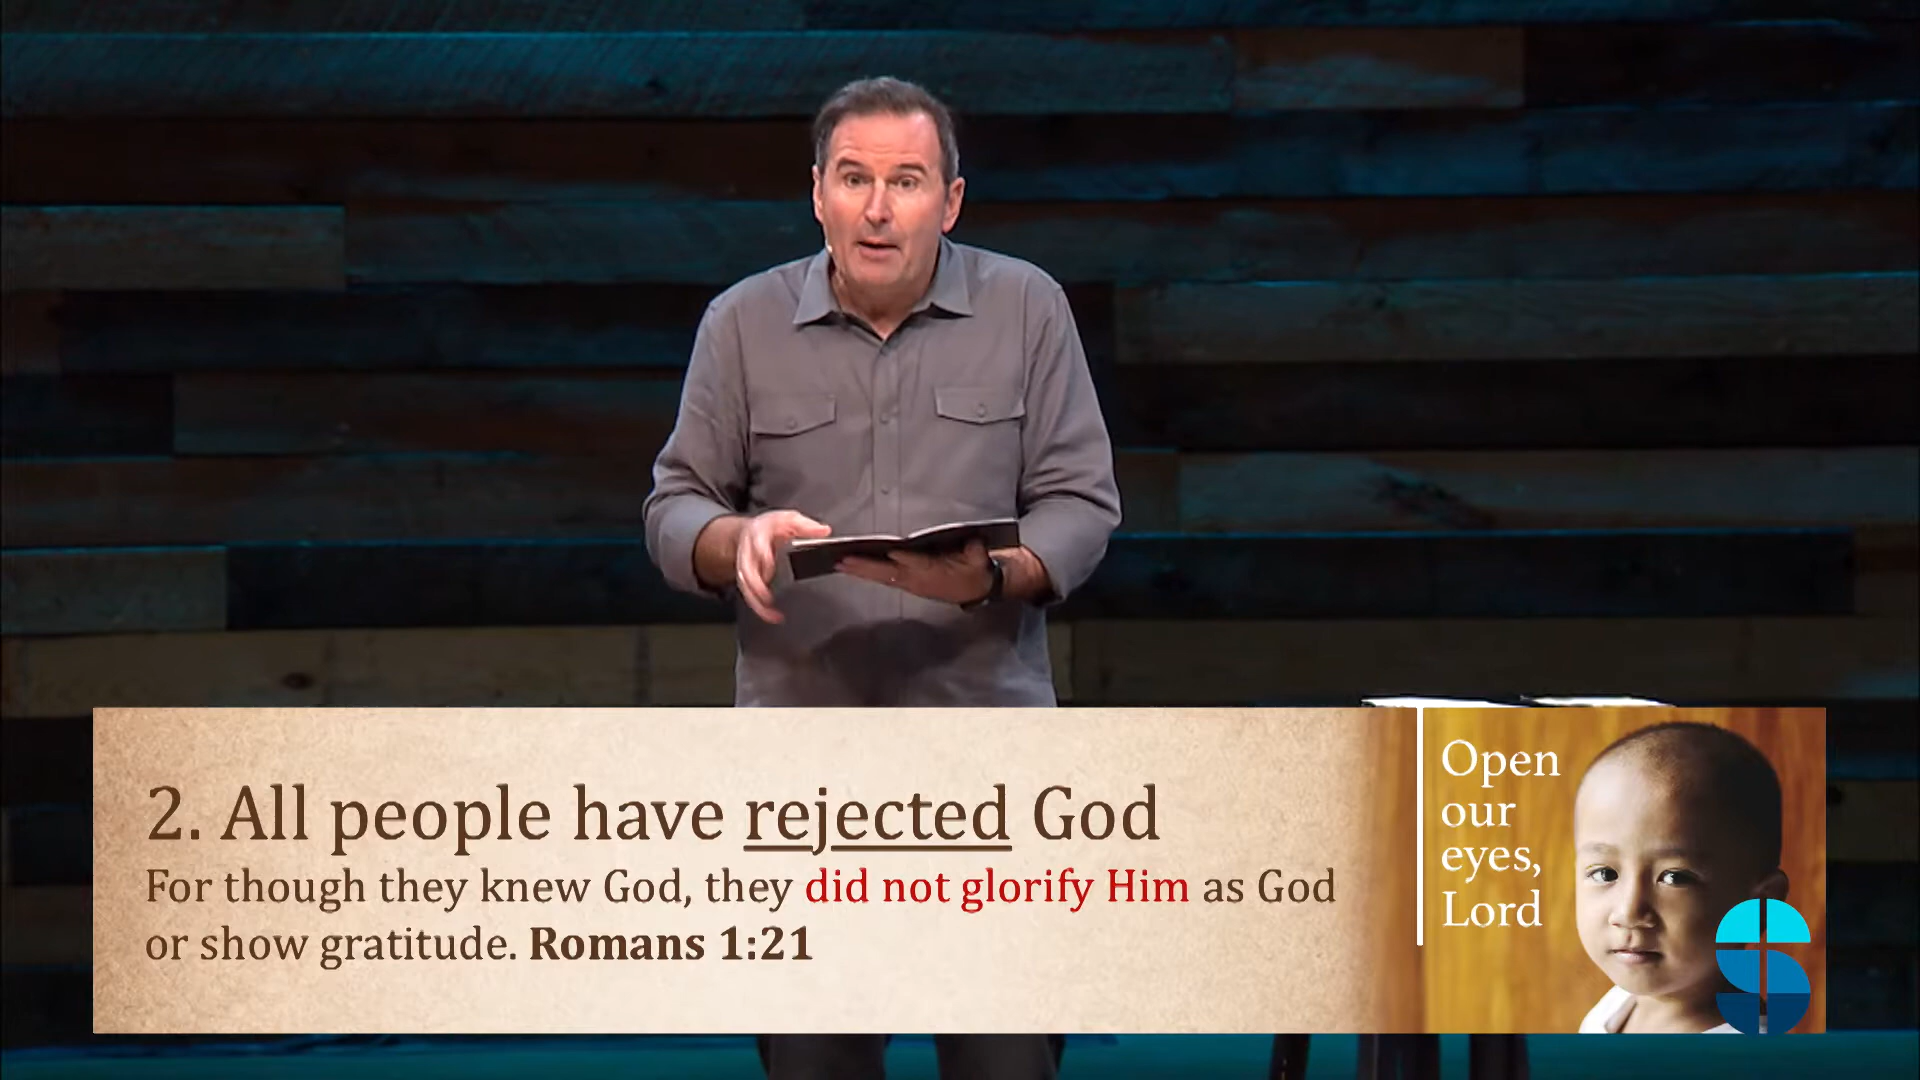 2. All people have rejected God
For though they knew God, they did not glorify Him as God
or show gratitude. Romans 1:21
Open
our
eyes,
Lord